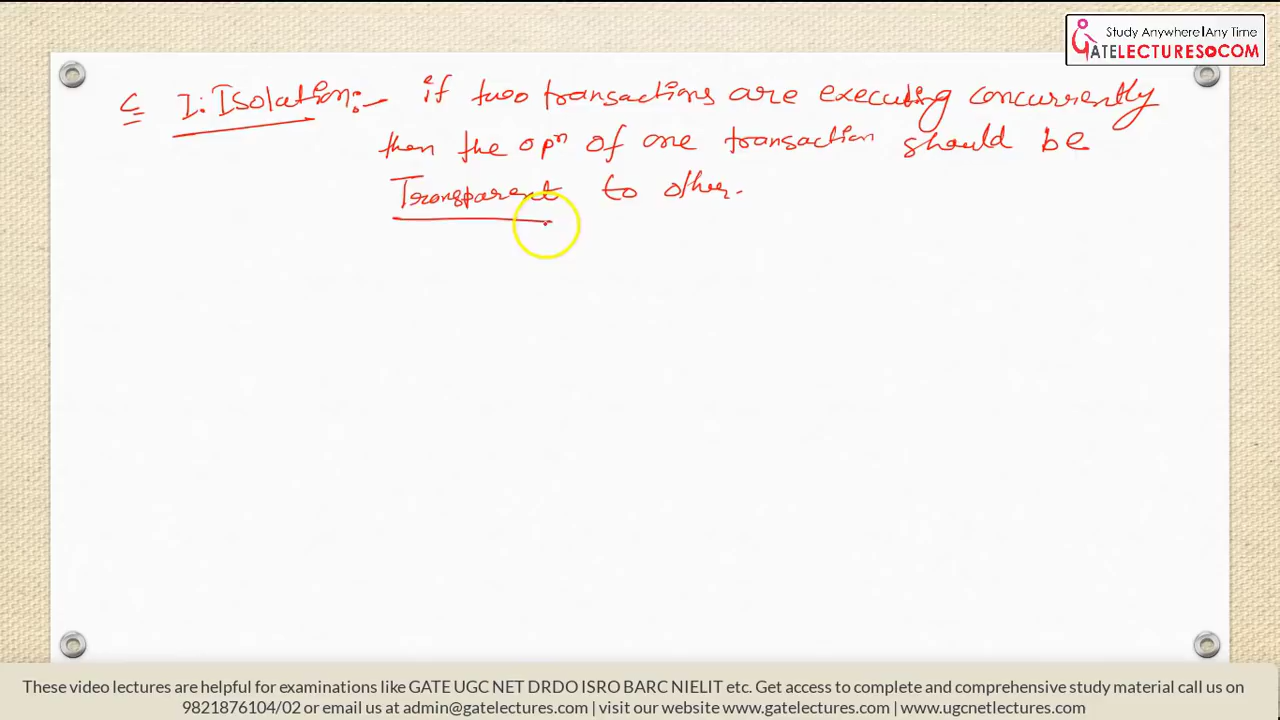 Study Anywhere|Any Time
GATELECTURES.COM
C I: Isolation:- if two transactions are executing concurrently
then the opn of one transaction should be
Transparent to other.
These video lectures are helpful for examinations like GATE UGC NET DRDO ISRO BARC NIELIT etc. Get access to complete and comprehensive study material call us on
9821876104/02 or email us at admin@gatelectures.com | visit our website www.gatelectures.com | www.ugcnetlectures.com